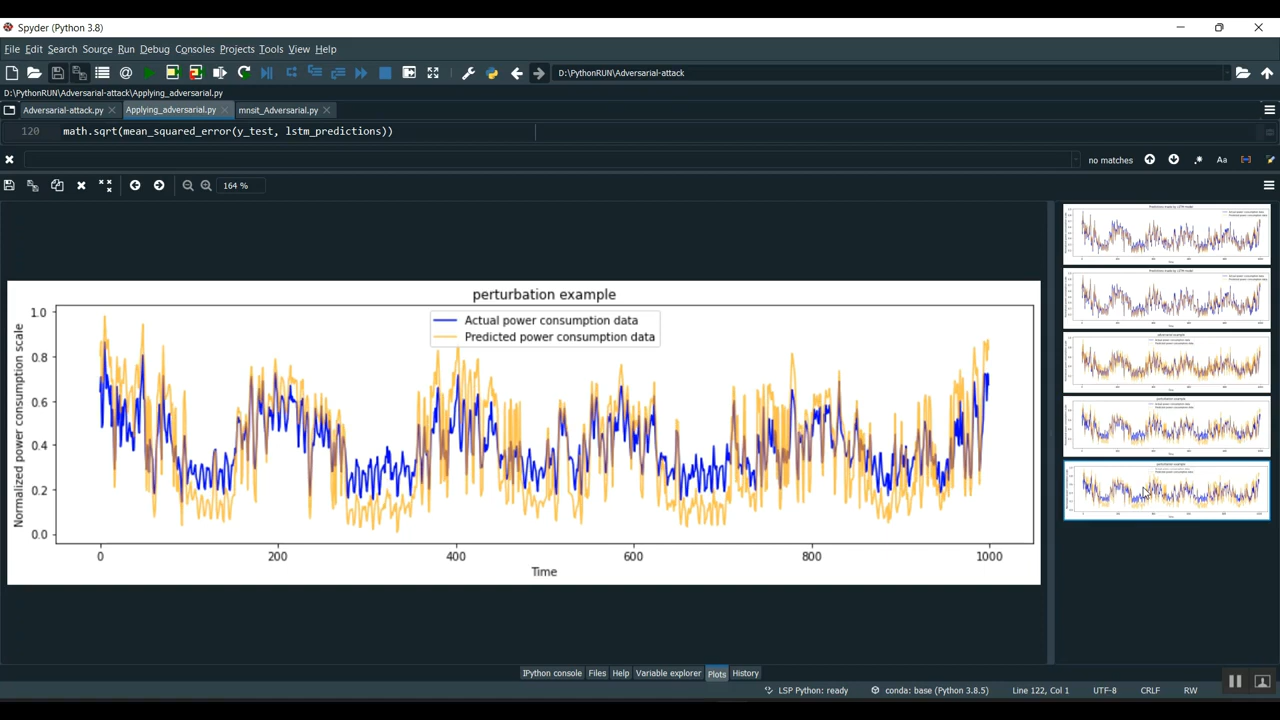 Spyder (Python 3.8)
File Edit Search Source Run Debug Consoles Projects Tools View Help
D:\PythonRUN\Adversarial-attack
D:\PythonRUN\Adversarial-attack\Applying_adversarial.py
Adversarial-attack.py Applying_adversarial.py mnsit_Adversarial.py
120 math.sqrt(mean_squared_error(y_test, lstm_predictions))
no matches Aa
164 %
perturbation example
Actual power consumption data
Predicted power consumption data
Normalized power consumption scale
1.0
0.8
0.6
0.4
0.2
0.0
0 200 400 600 800 1000
Time
IPython console Files Help Variable explorer Plots History
LSP Python: ready conda: base (Python 3.8.5) Line 122, Col 1 UTF-8 CRLF RW